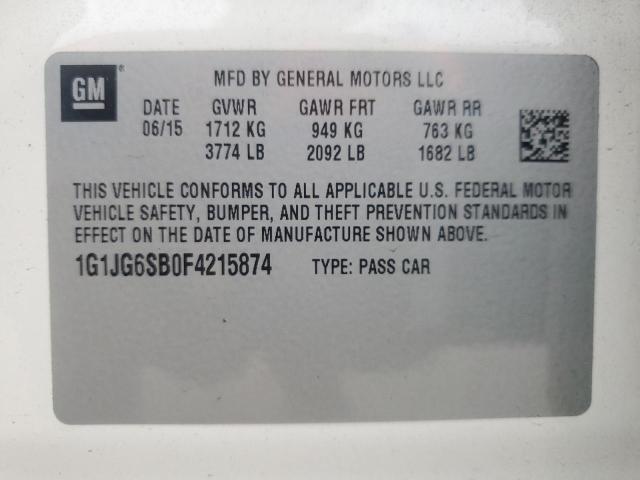 GM ®
MFD BY GENERAL MOTORS LLC
DATE GVWR GAWR FRT GAWR RR
06/15 1712 KG 949 KG 763 KG
3774 LB 2092 LB 1682 LB
THIS VEHICLE CONFORMS TO ALL APPLICABLE U.S. FEDERAL MOTOR
VEHICLE SAFETY, BUMPER, AND THEFT PREVENTION STANDARDS IN
EFFECT ON THE DATE OF MANUFACTURE SHOWN ABOVE.
1G1JG6SB0F4215874 TYPE: PASS CAR